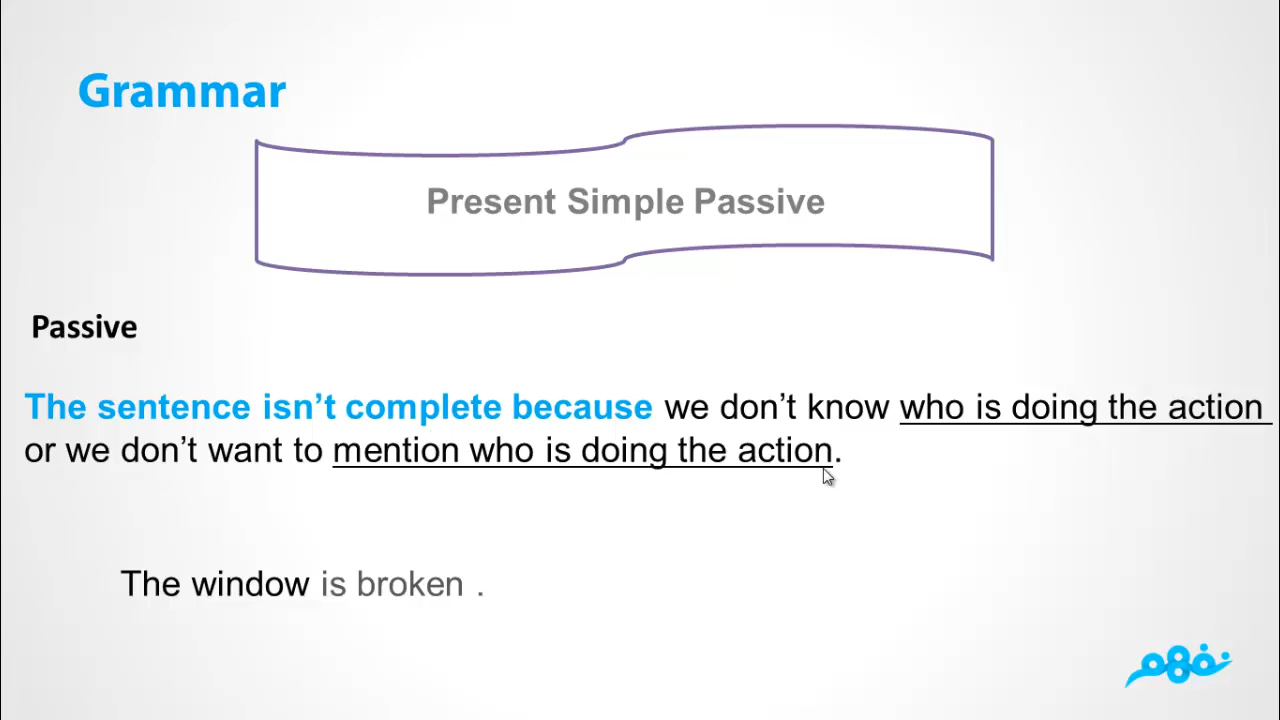 Grammar
Present Simple Passive
Passive
The sentence isn’t complete because we don’t know who is doing the action
or we don’t want to mention who is doing the action.
The window is broken .
نفهم